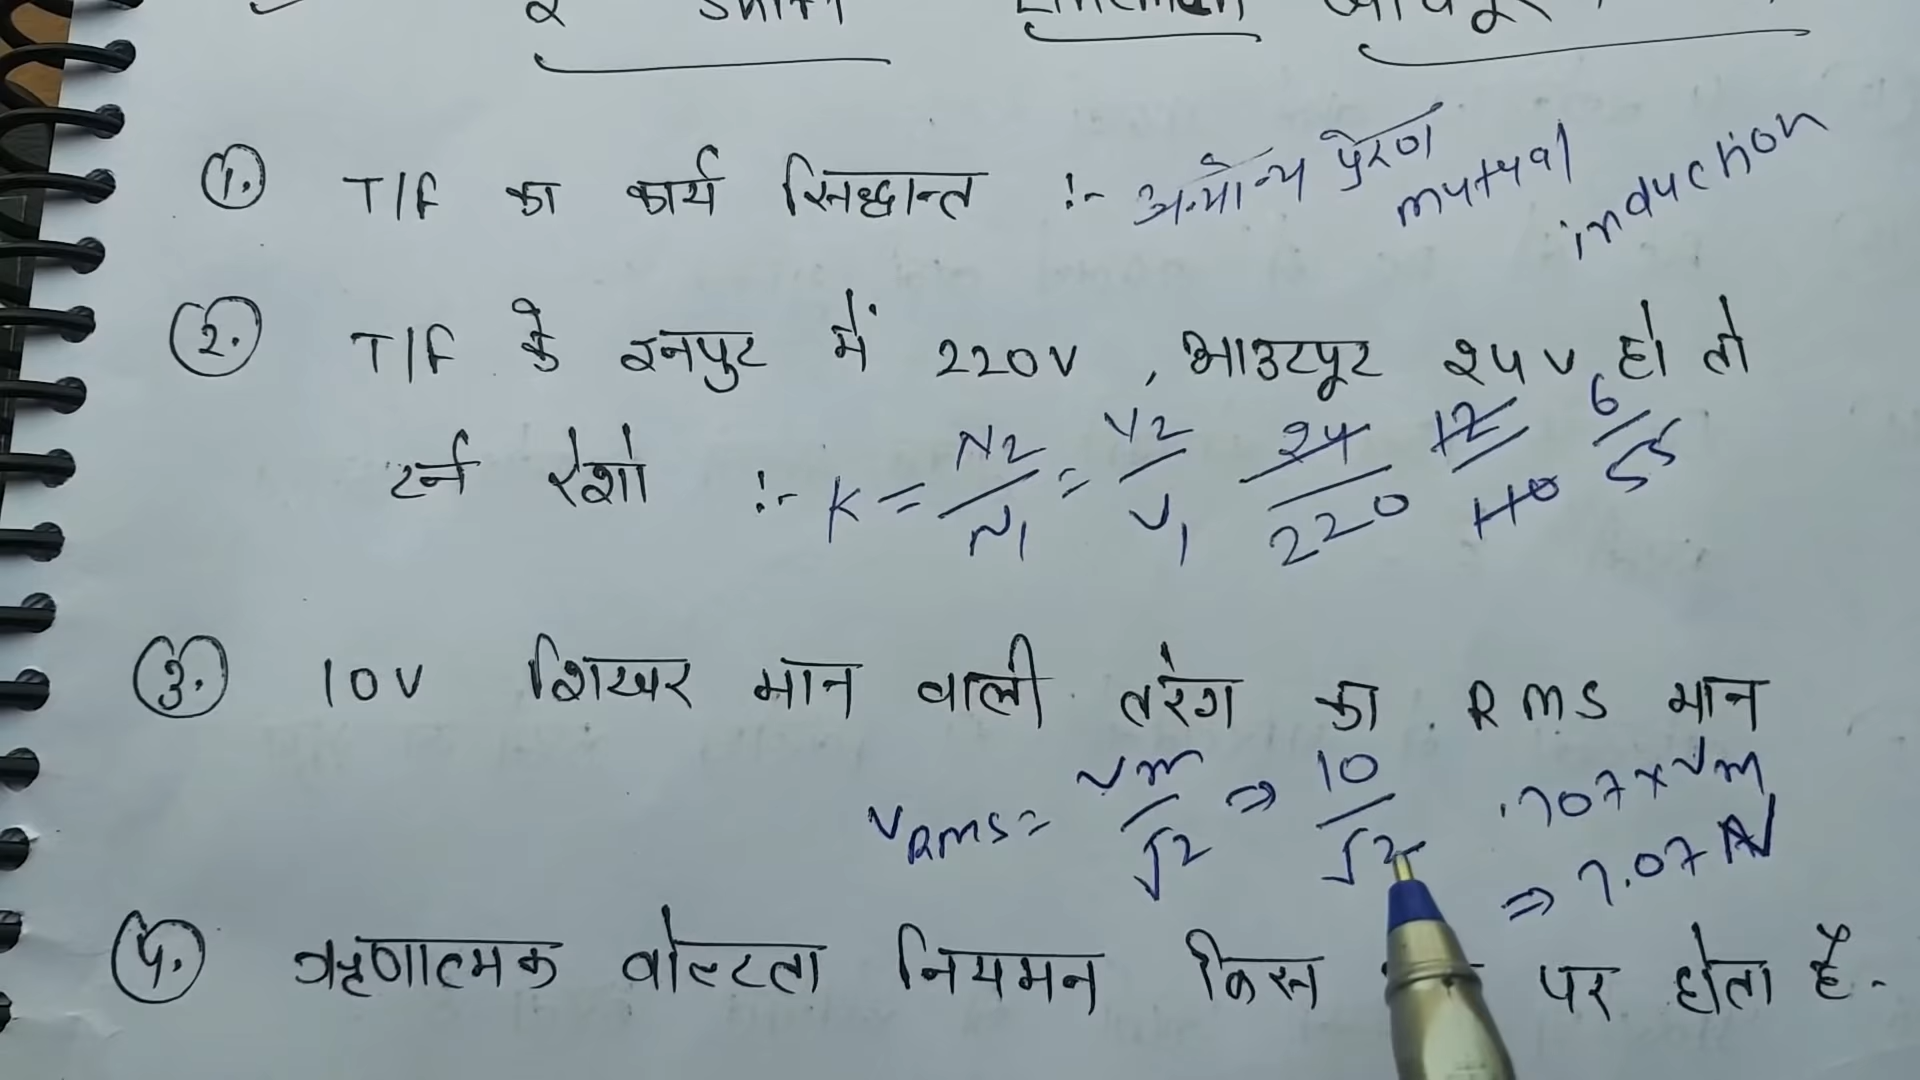 ① T/F का कार्य सिद्धान्त :- अन्योन्य प्रेरण mutual induction
② T/F के इनपुट में 220V , आउटपूट 24V हो तो
टर्न रेशो :- K = N2/N1 = V2/V1 24/220 12/110 6/55
③ 10V शिखर मान वाली तरंग का RMS मान
VRMS = Vm/√2 ⇒ 10/√2 .707×Vm
⇒ 7.07 V
④ ऋणात्मक वोल्टता नियमन किस पर होता है-